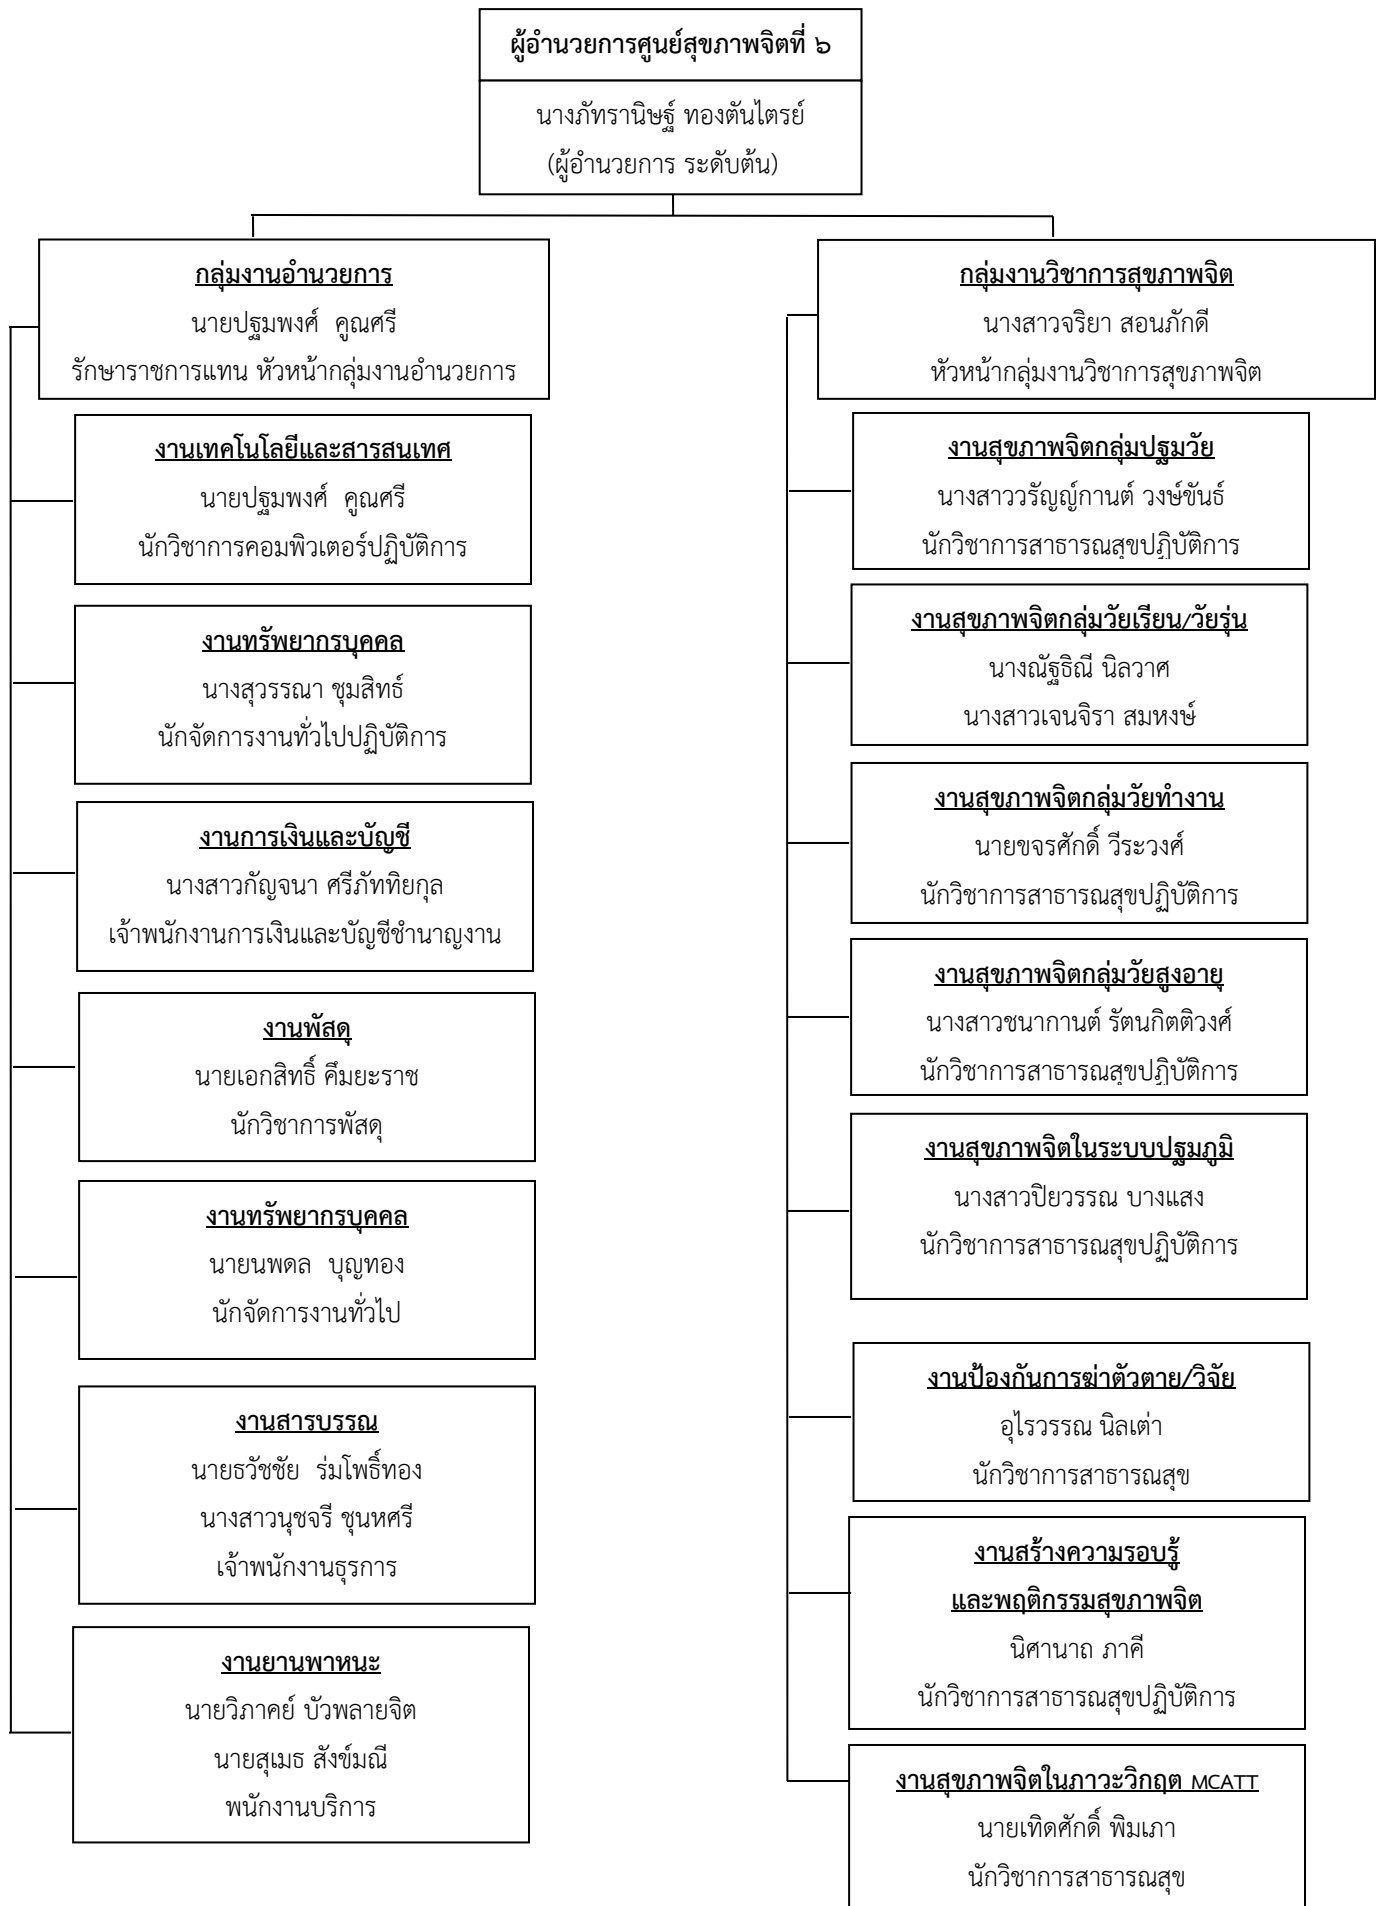 ผู้อำนวยการศูนย์สุขภาพจิตที่ ๖
นางภัทรานิษฐ์ ทองตันไตรย์
(ผู้อำนวยการ ระดับต้น)
กลุ่มงานอำนวยการ
นายปฐมพงศ์ คูณศรี
รักษาราชการแทน หัวหน้ากลุ่มงานอำนวยการ
งานเทคโนโลยีและสารสนเทศ
นายปฐมพงศ์ คูณศรี
นักวิชาการคอมพิวเตอร์ปฏิบัติการ
งานทรัพยากรบุคคล
นางสุวรรณา ชุมสิทธ์
นักจัดการงานทั่วไปปฏิบัติการ
งานการเงินและบัญชี
นางสาวกัญจนา ศรีภัททิยกุล
เจ้าพนักงานการเงินและบัญชีชำนาญงาน
งานพัสดุ
นายเอกสิทธิ์ คึมยะราช
นักวิชาการพัสดุ
งานทรัพยากรบุคคล
นายนพดล บุญทอง
นักจัดการงานทั่วไป
งานสารบรรณ
นายธวัชชัย ร่มโพธิ์ทอง
นางสาวนุชจรี ชุนหศรี
เจ้าพนักงานธุรการ
งานยานพาหนะ
นายวิภาคย์ บัวพลายจิต
นายสุเมธ สังข์มณี
พนักงานบริการ
กลุ่มงานวิชาการสุขภาพจิต
นางสาวจริยา สอนภักดี
หัวหน้ากลุ่มงานวิชาการสุขภาพจิต
งานสุขภาพจิตกลุ่มปฐมวัย
นางสาววรัญญ์กานต์ วงษ์ขันธ์
นักวิชาการสาธารณสุขปฏิบัติการ
งานสุขภาพจิตกลุ่มวัยเรียน/วัยรุ่น
นางณัฐธิณี นิลวาศ
นางสาวเจนจิรา สมหงษ์
งานสุขภาพจิตกลุ่มวัยทำงาน
นายขจรศักดิ์ วีระวงศ์
นักวิชาการสาธารณสุขปฏิบัติการ
งานสุขภาพจิตกลุ่มวัยสูงอายุ
นางสาวชนากานต์ รัตนกิตติวงศ์
นักวิชาการสาธารณสุขปฏิบัติการ
งานสุขภาพจิตในระบบปฐมภูมิ
นางสาวปิยวรรณ บางแสง
นักวิชาการสาธารณสุขปฏิบัติการ
งานป้องกันการฆ่าตัวตาย/วิจัย
อุไรวรรณ นิลเต่า
นักวิชาการสาธารณสุข
งานสร้างความรอบรู้
และพฤติกรรมสุขภาพจิต
นิศานาถ ภาคี
นักวิชาการสาธารณสุขปฏิบัติการ
งานสุขภาพจิตในภาวะวิกฤต MCATT
นายเทิดศักดิ์ พิมเภา
นักวิชาการสาธารณสุข